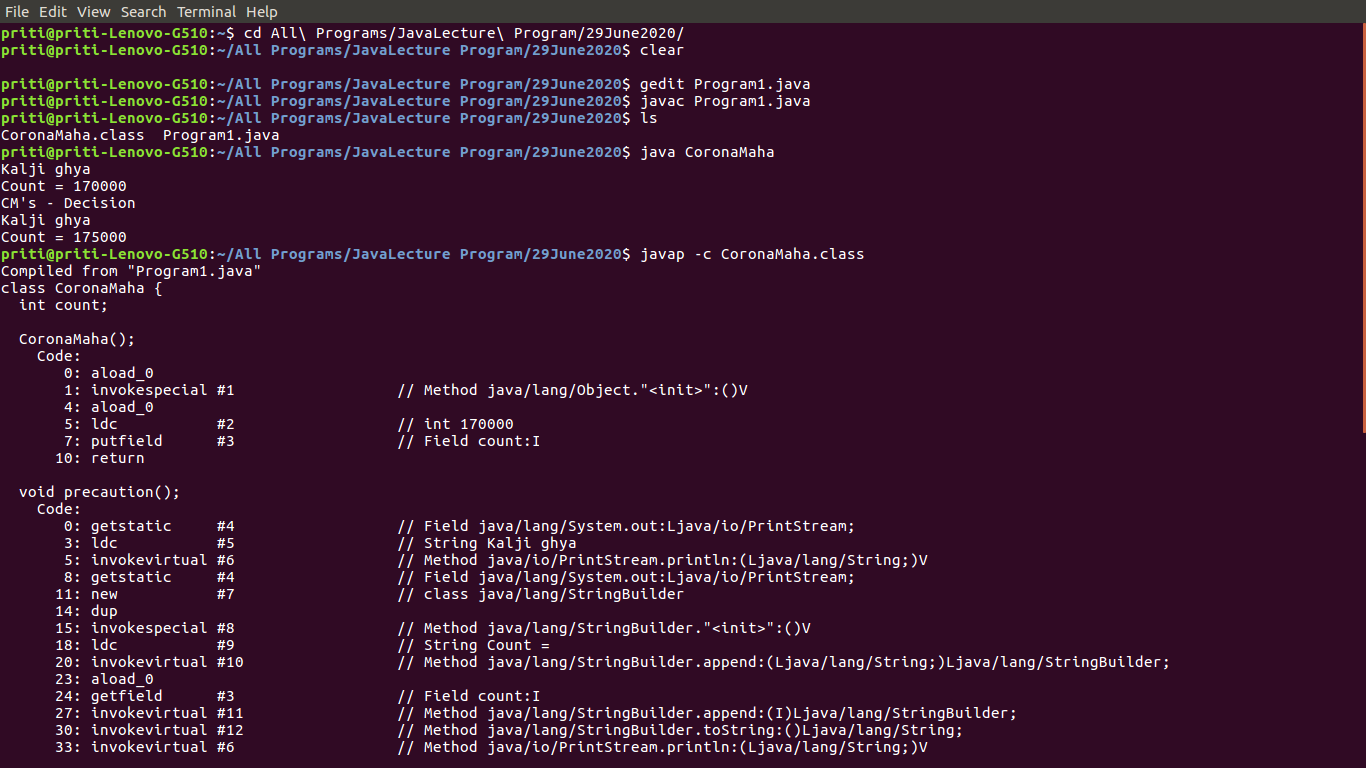 File Edit View Search Terminal Help
priti@priti-Lenovo-G510:~$ cd All\ Programs/JavaLecture\ Program/29June2020/
priti@priti-Lenovo-G510:~/All Programs/JavaLecture Program/29June2020$ clear
priti@priti-Lenovo-G510:~/All Programs/JavaLecture Program/29June2020$ gedit Program1.java
priti@priti-Lenovo-G510:~/All Programs/JavaLecture Program/29June2020$ javac Program1.java
priti@priti-Lenovo-G510:~/All Programs/JavaLecture Program/29June2020$ ls
CoronaMaha.class  Program1.java
priti@priti-Lenovo-G510:~/All Programs/JavaLecture Program/29June2020$ java CoronaMaha
Kalji ghya
Count = 170000
CM's - Decision
Kalji ghya
Count = 175000
priti@priti-Lenovo-G510:~/All Programs/JavaLecture Program/29June2020$ javap -c CoronaMaha.class
Compiled from "Program1.java"
class CoronaMaha {
  int count;
  CoronaMaha();
    Code:
       0: aload_0
       1: invokespecial #1                  // Method java/lang/Object."<init>":()V
       4: aload_0
       5: ldc           #2                  // int 170000
       7: putfield      #3                  // Field count:I
      10: return
  void precaution();
    Code:
       0: getstatic     #4                  // Field java/lang/System.out:Ljava/io/PrintStream;
       3: ldc           #5                  // String Kalji ghya
       5: invokevirtual #6                  // Method java/io/PrintStream.println:(Ljava/lang/String;)V
       8: getstatic     #4                  // Field java/lang/System.out:Ljava/io/PrintStream;
      11: new           #7                  // class java/lang/StringBuilder
      14: dup
      15: invokespecial #8                  // Method java/lang/StringBuilder."<init>":()V
      18: ldc           #9                  // String Count =
      20: invokevirtual #10                 // Method java/lang/StringBuilder.append:(Ljava/lang/String;)Ljava/lang/StringBuilder;
      23: aload_0
      24: getfield      #3                  // Field count:I
      27: invokevirtual #11                 // Method java/lang/StringBuilder.append:(I)Ljava/lang/StringBuilder;
      30: invokevirtual #12                 // Method java/lang/StringBuilder.toString:()Ljava/lang/String;
      33: invokevirtual #6                  // Method java/io/PrintStream.println:(Ljava/lang/String;)V